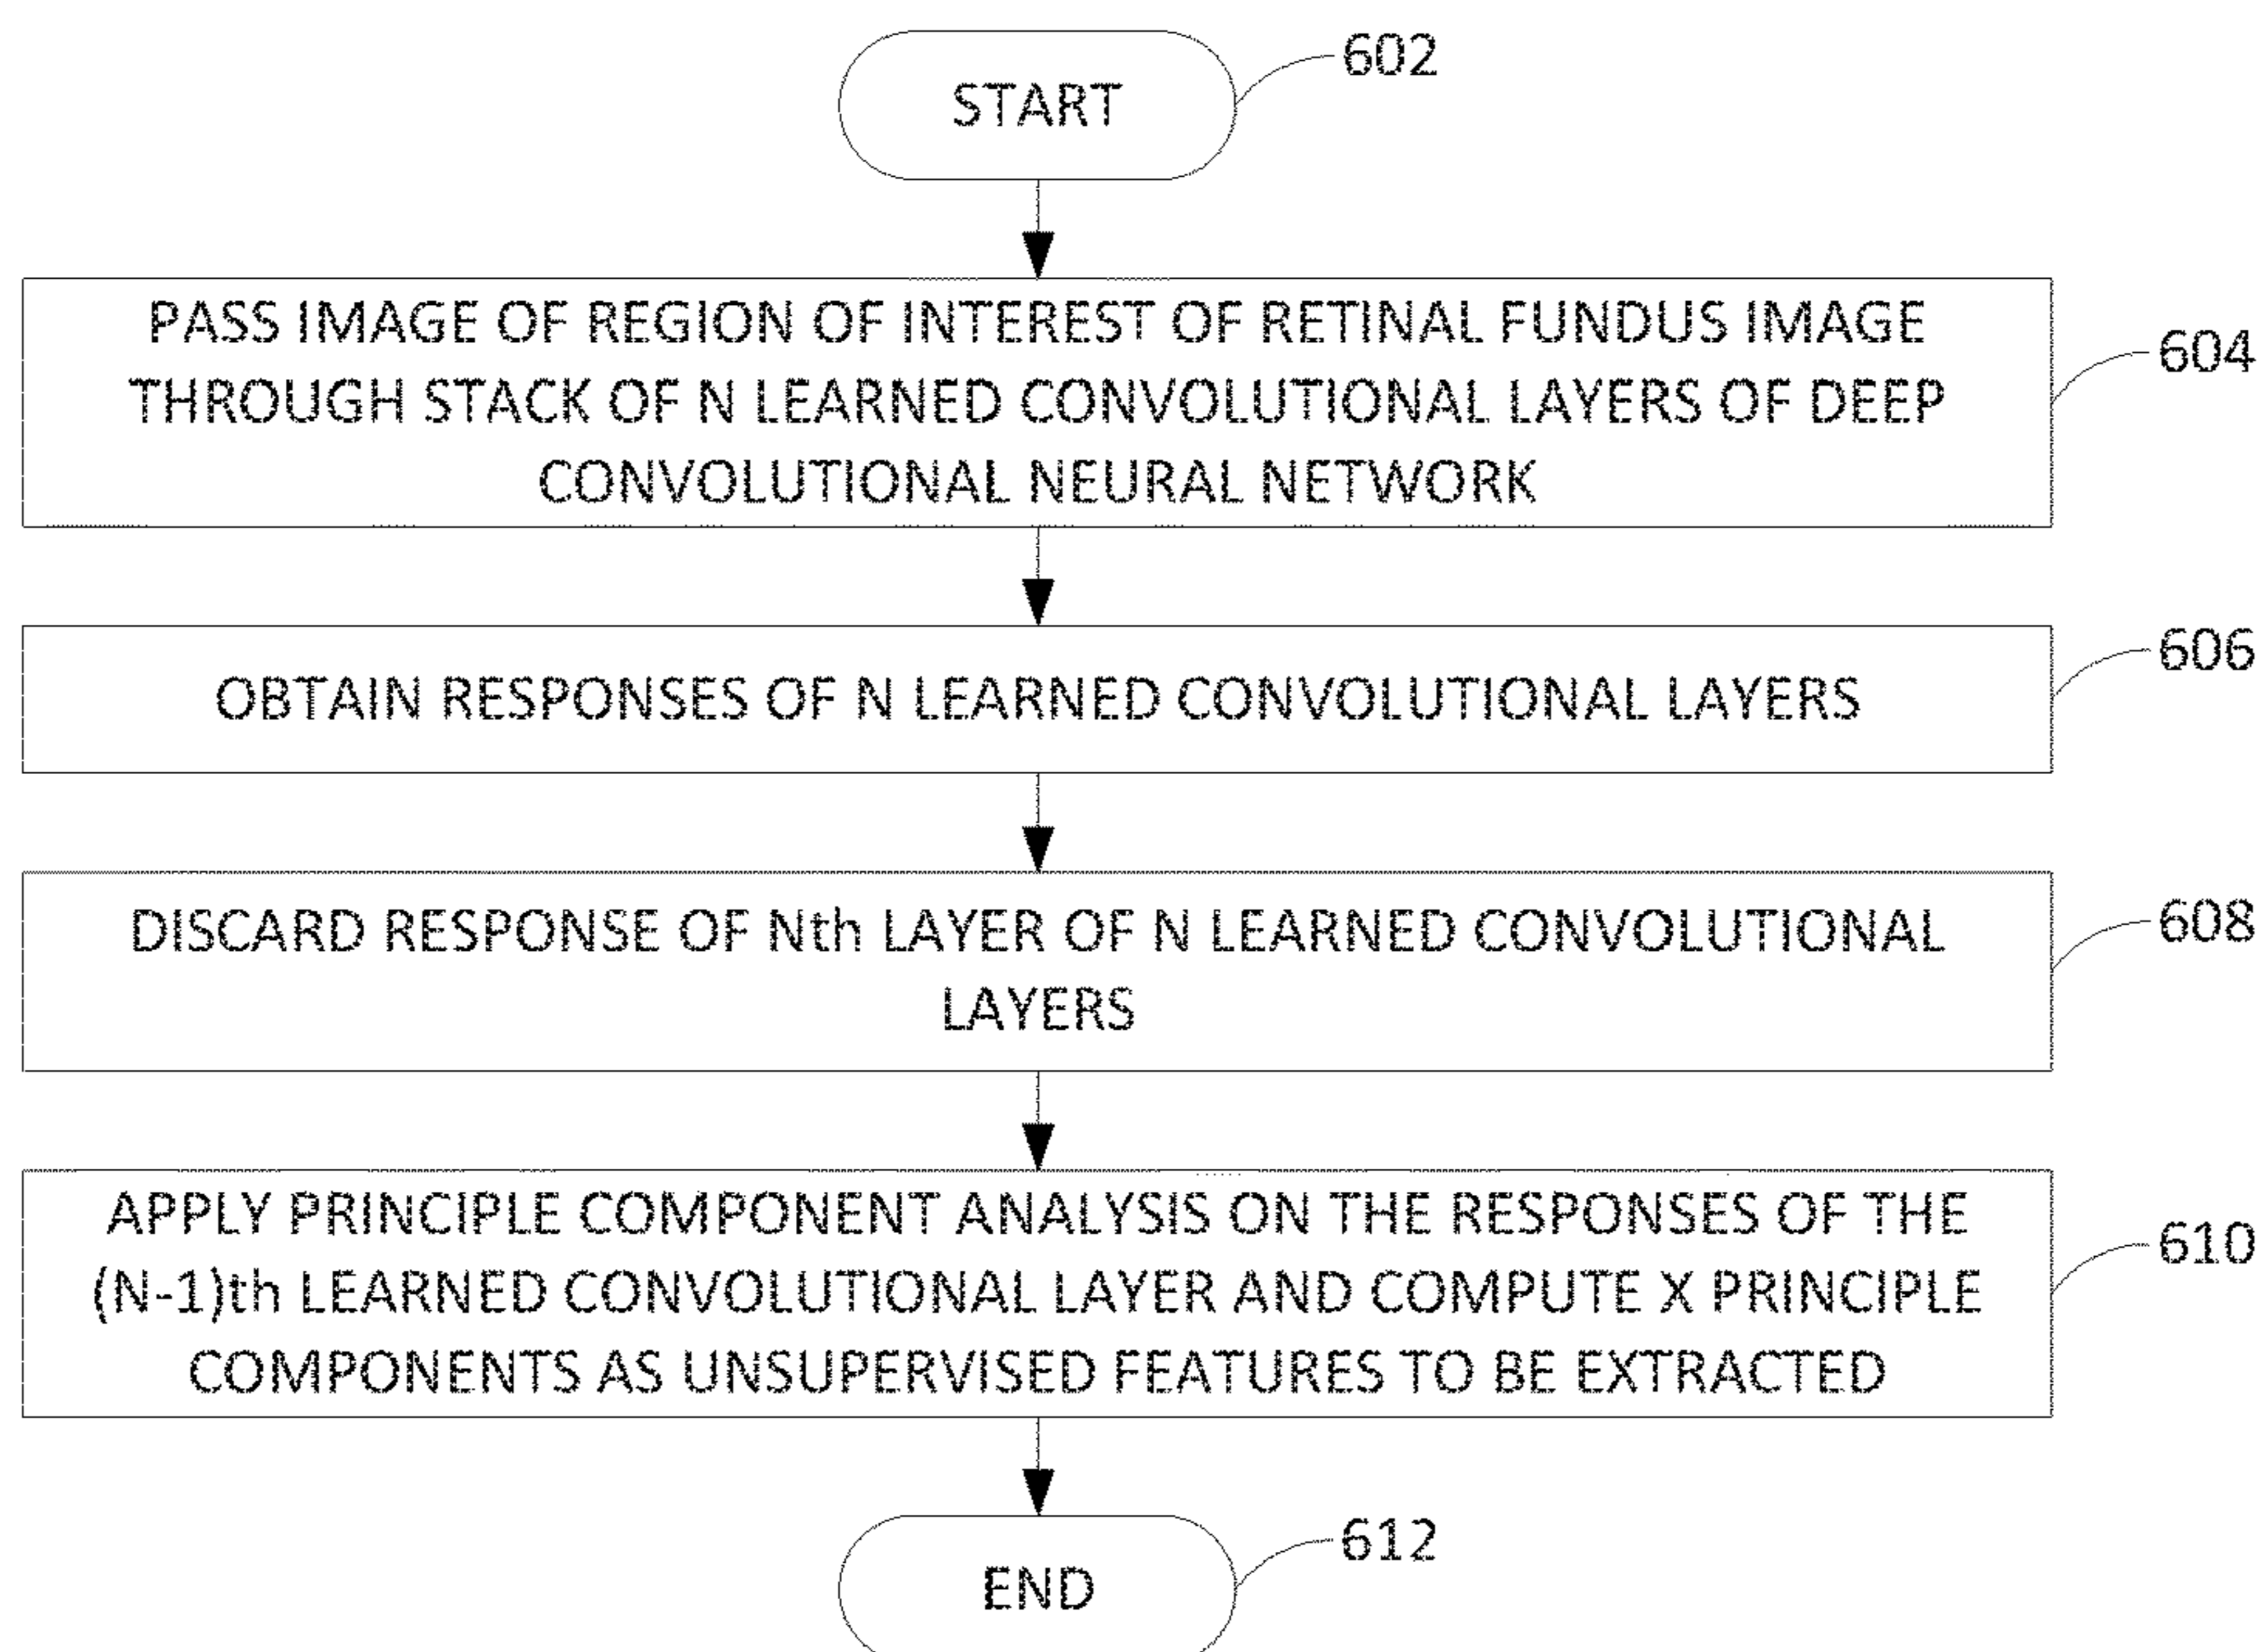 START
602
PASS IMAGE OF REGION OF INTEREST OF RETINAL FUNDUS IMAGE
THROUGH STACK OF N LEARNED CONVOLUTIONAL LAYERS OF DEEP
CONVOLUTIONAL NEURAL NETWORK
604
OBTAIN RESPONSES OF N LEARNED CONVOLUTIONAL LAYERS
606
DISCARD RESPONSE OF Nth LAYER OF N LEARNED CONVOLUTIONAL
LAYERS
608
APPLY PRINCIPLE COMPONENT ANALYSIS ON THE RESPONSES OF THE
(N-1)th LEARNED CONVOLUTIONAL LAYER AND COMPUTE X PRINCIPLE
COMPONENTS AS UNSUPERVISED FEATURES TO BE EXTRACTED
610
END
612